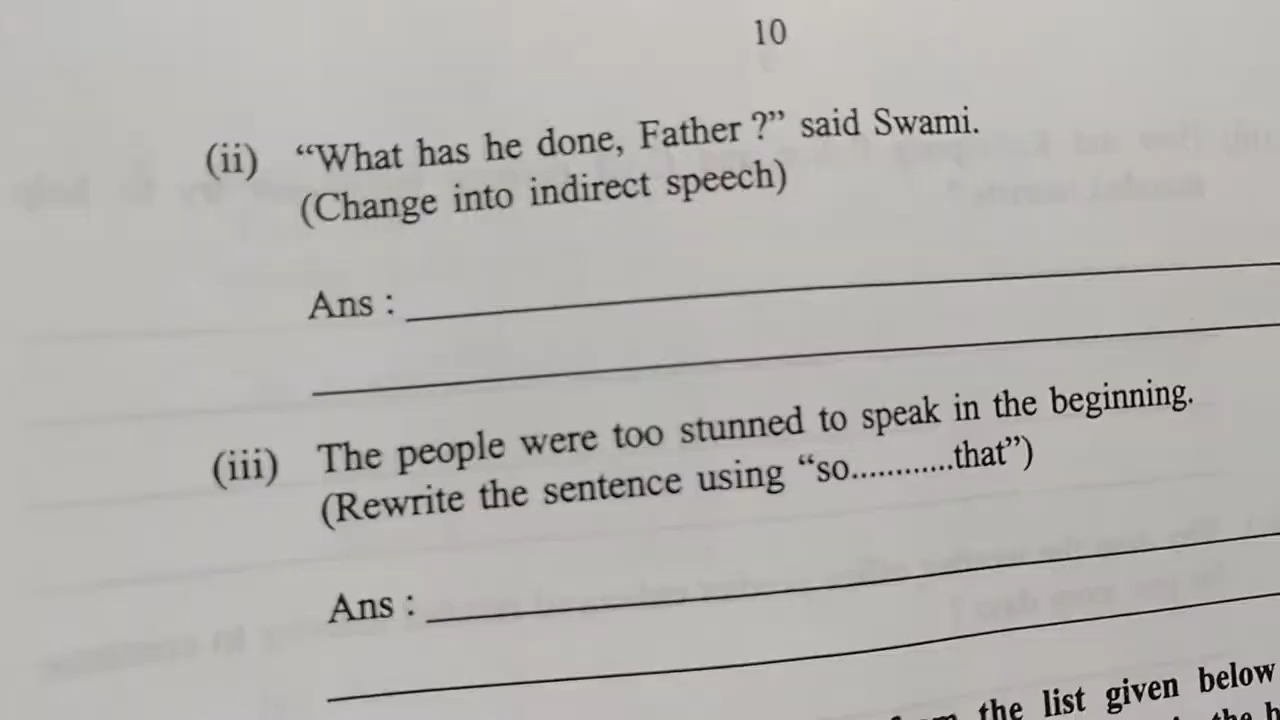 10
(ii) “What has he done, Father ?” said Swami.
(Change into indirect speech)
Ans :
(iii) The people were too stunned to speak in the beginning.
(Rewrite the sentence using “so............that”)
Ans :
the list given below
the